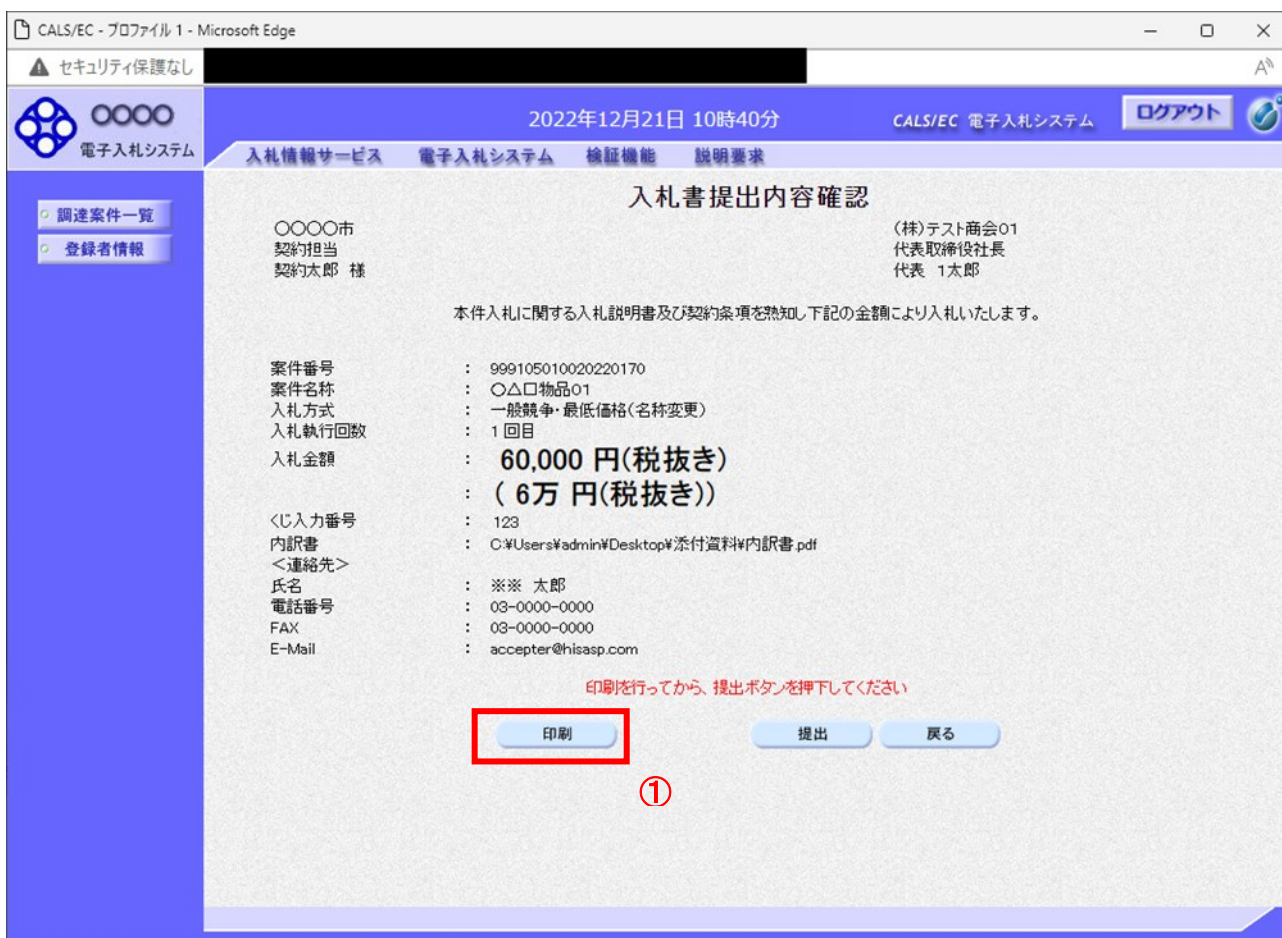 CALS/EC - プロファイル 1 - Microsoft Edge
セキュリティ保護なし
○○○○
電子入札システム
2022年12月21日 10時40分
CALS/EC 電子入札システム
ログアウト
入札情報サービス 電子入札システム 検証機能 説明要求
調達案件一覧
登録者情報
入札書提出内容確認
○○○○市
契約担当
契約太郎 様
(株)テスト商会01
代表取締役社長
代表 1太郎
本件入札に関する入札説明書及び契約条項を熟知し下記の金額により入札いたします。
案件番号 : 999105010020220170
案件名称 : ○△□物品01
入札方式 : 一般競争・最低価格(名称変更)
入札執行回数 : 1回目
入札金額 : 60,000 円(税抜き)
: ( 6万 円(税抜き))
くじ入力番号 : 123
内訳書 : C:¥Users¥admin¥Desktop¥添付資料¥内訳書.pdf
<連絡先>
氏名 : ※※ 太郎
電話番号 : 03-0000-0000
FAX : 03-0000-0000
E-Mail : accepter@hisasp.com
印刷を行ってから、提出ボタンを押下してください
印刷 提出 戻る
①